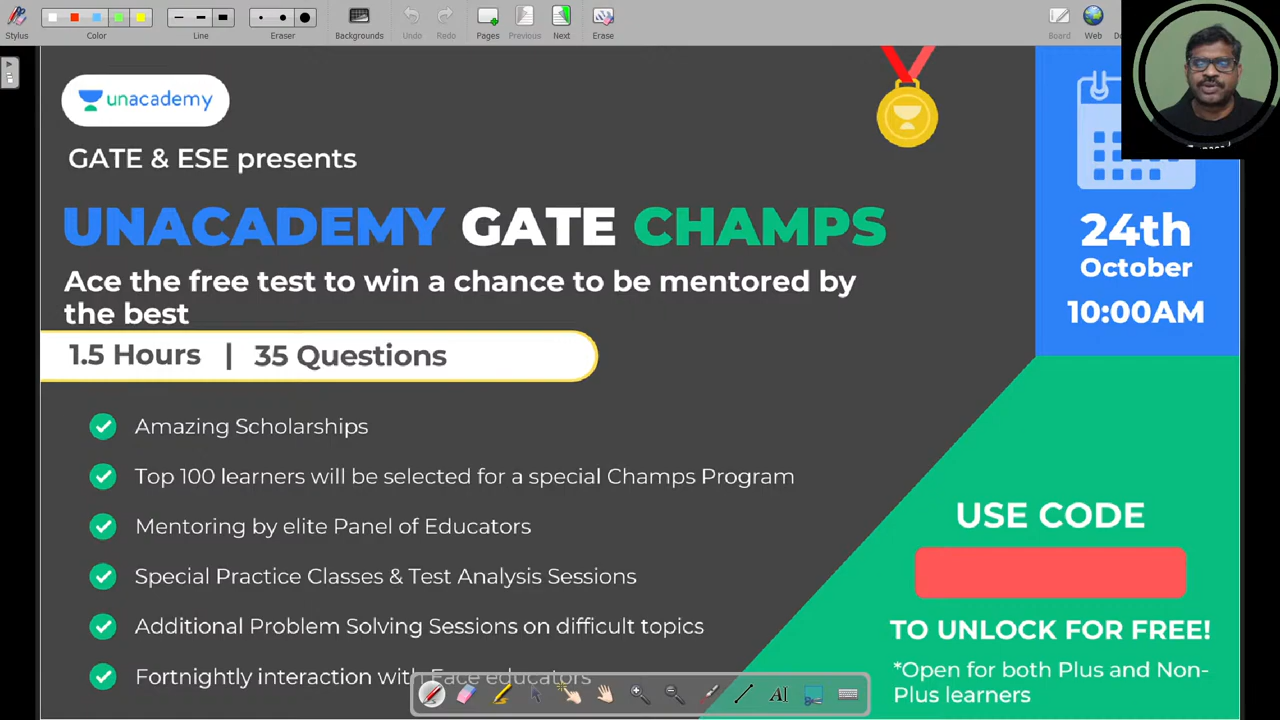 Stylus
Color
Line
Eraser
Backgrounds
Undo
Redo
Pages
Previous
Next
Erase
Board
Web
unacademy
GATE & ESE presents
UNACADEMY GATE CHAMPS
Ace the free test to win a chance to be mentored by
the best
1.5 Hours | 35 Questions
Amazing Scholarships
Top 100 learners will be selected for a special Champs Program
Mentoring by elite Panel of Educators
Special Practice Classes & Test Analysis Sessions
Additional Problem Solving Sessions on difficult topics
Fortnightly interaction with Face educators
24th
October
10:00AM
USE CODE
TO UNLOCK FOR FREE!
*Open for both Plus and Non-
Plus learners
AI